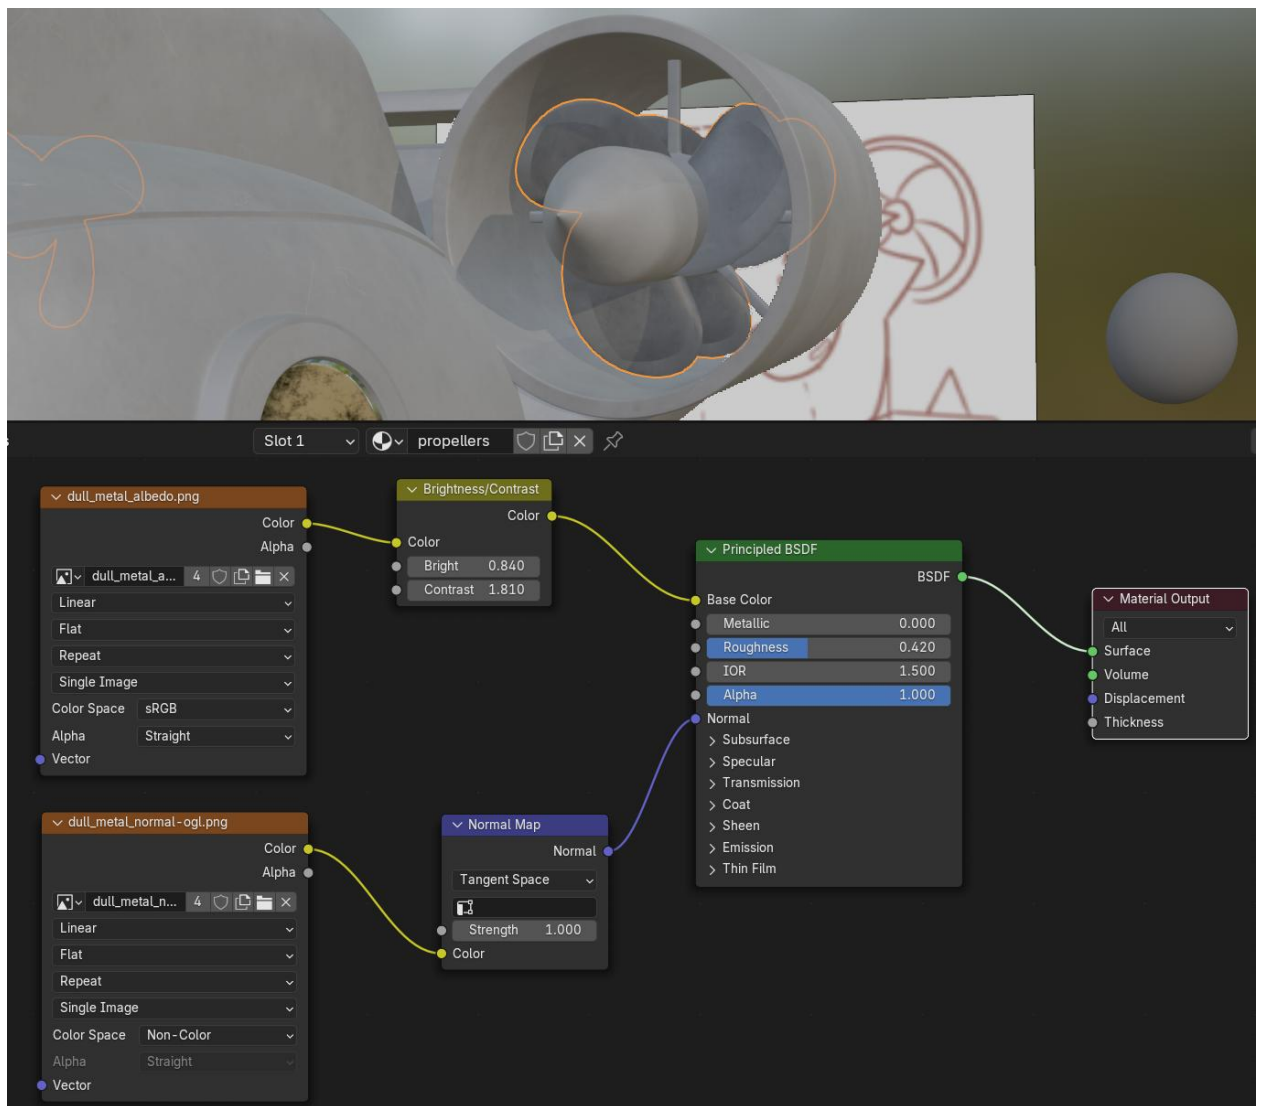 Slot 1 propellers
dull_metal_albedo.png
Color
Alpha
dull_metal_a... 4
Linear
Flat
Repeat
Single Image
Color Space sRGB
Alpha Straight
Vector
Brightness/Contrast
Color
Color
Bright 0.840
Contrast 1.810
Principled BSDF
BSDF
Base Color
Metallic 0.000
Roughness 0.420
IOR 1.500
Alpha 1.000
Normal
Subsurface
Specular
Transmission
Coat
Sheen
Emission
Thin Film
Material Output
All
Surface
Volume
Displacement
Thickness
dull_metal_normal-ogl.png
Color
Alpha
dull_metal_n... 4
Linear
Flat
Repeat
Single Image
Color Space Non-Color
Alpha Straight
Vector
Normal Map
Normal
Tangent Space
Strength 1.000
Color